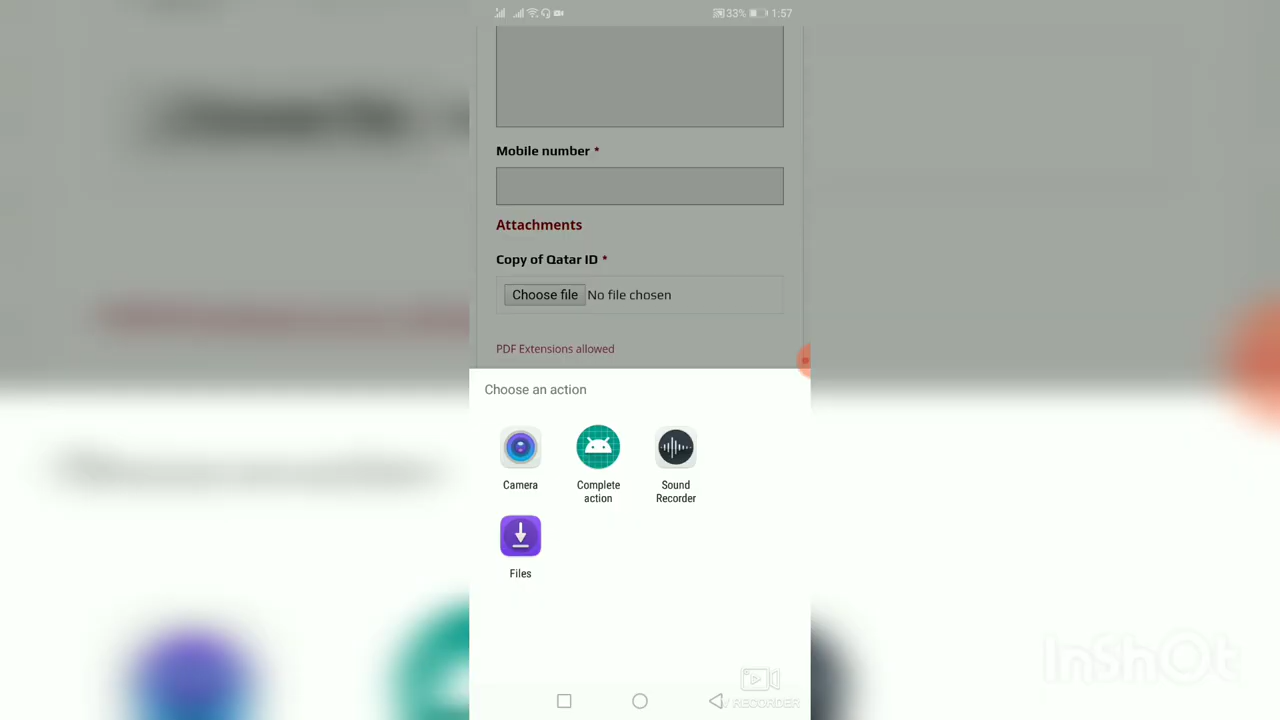 33% 1:57
Mobile number *
Attachments
Copy of Qatar ID *
Choose file No file chosen
PDF Extensions allowed
Choose an action
Camera
Complete
action
Sound
Recorder
Files
RECORDER
InShOt